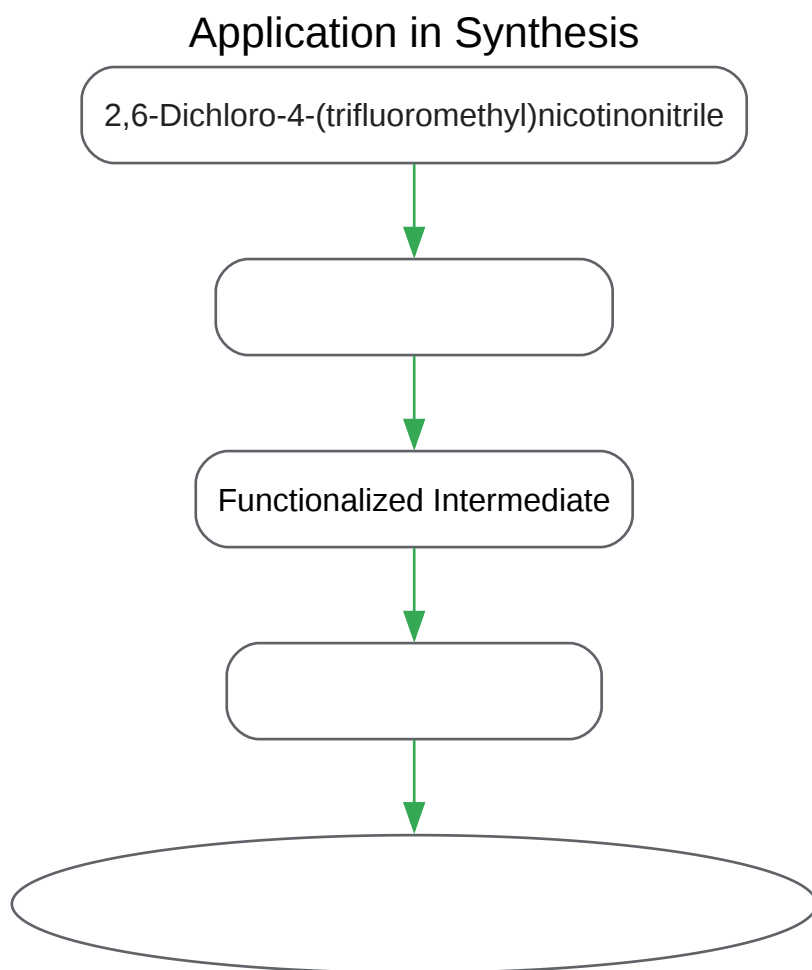 Application in Synthesis
2,6-Dichloro-4-(trifluoromethyl)nicotinonitrile
Functionalized Intermediate